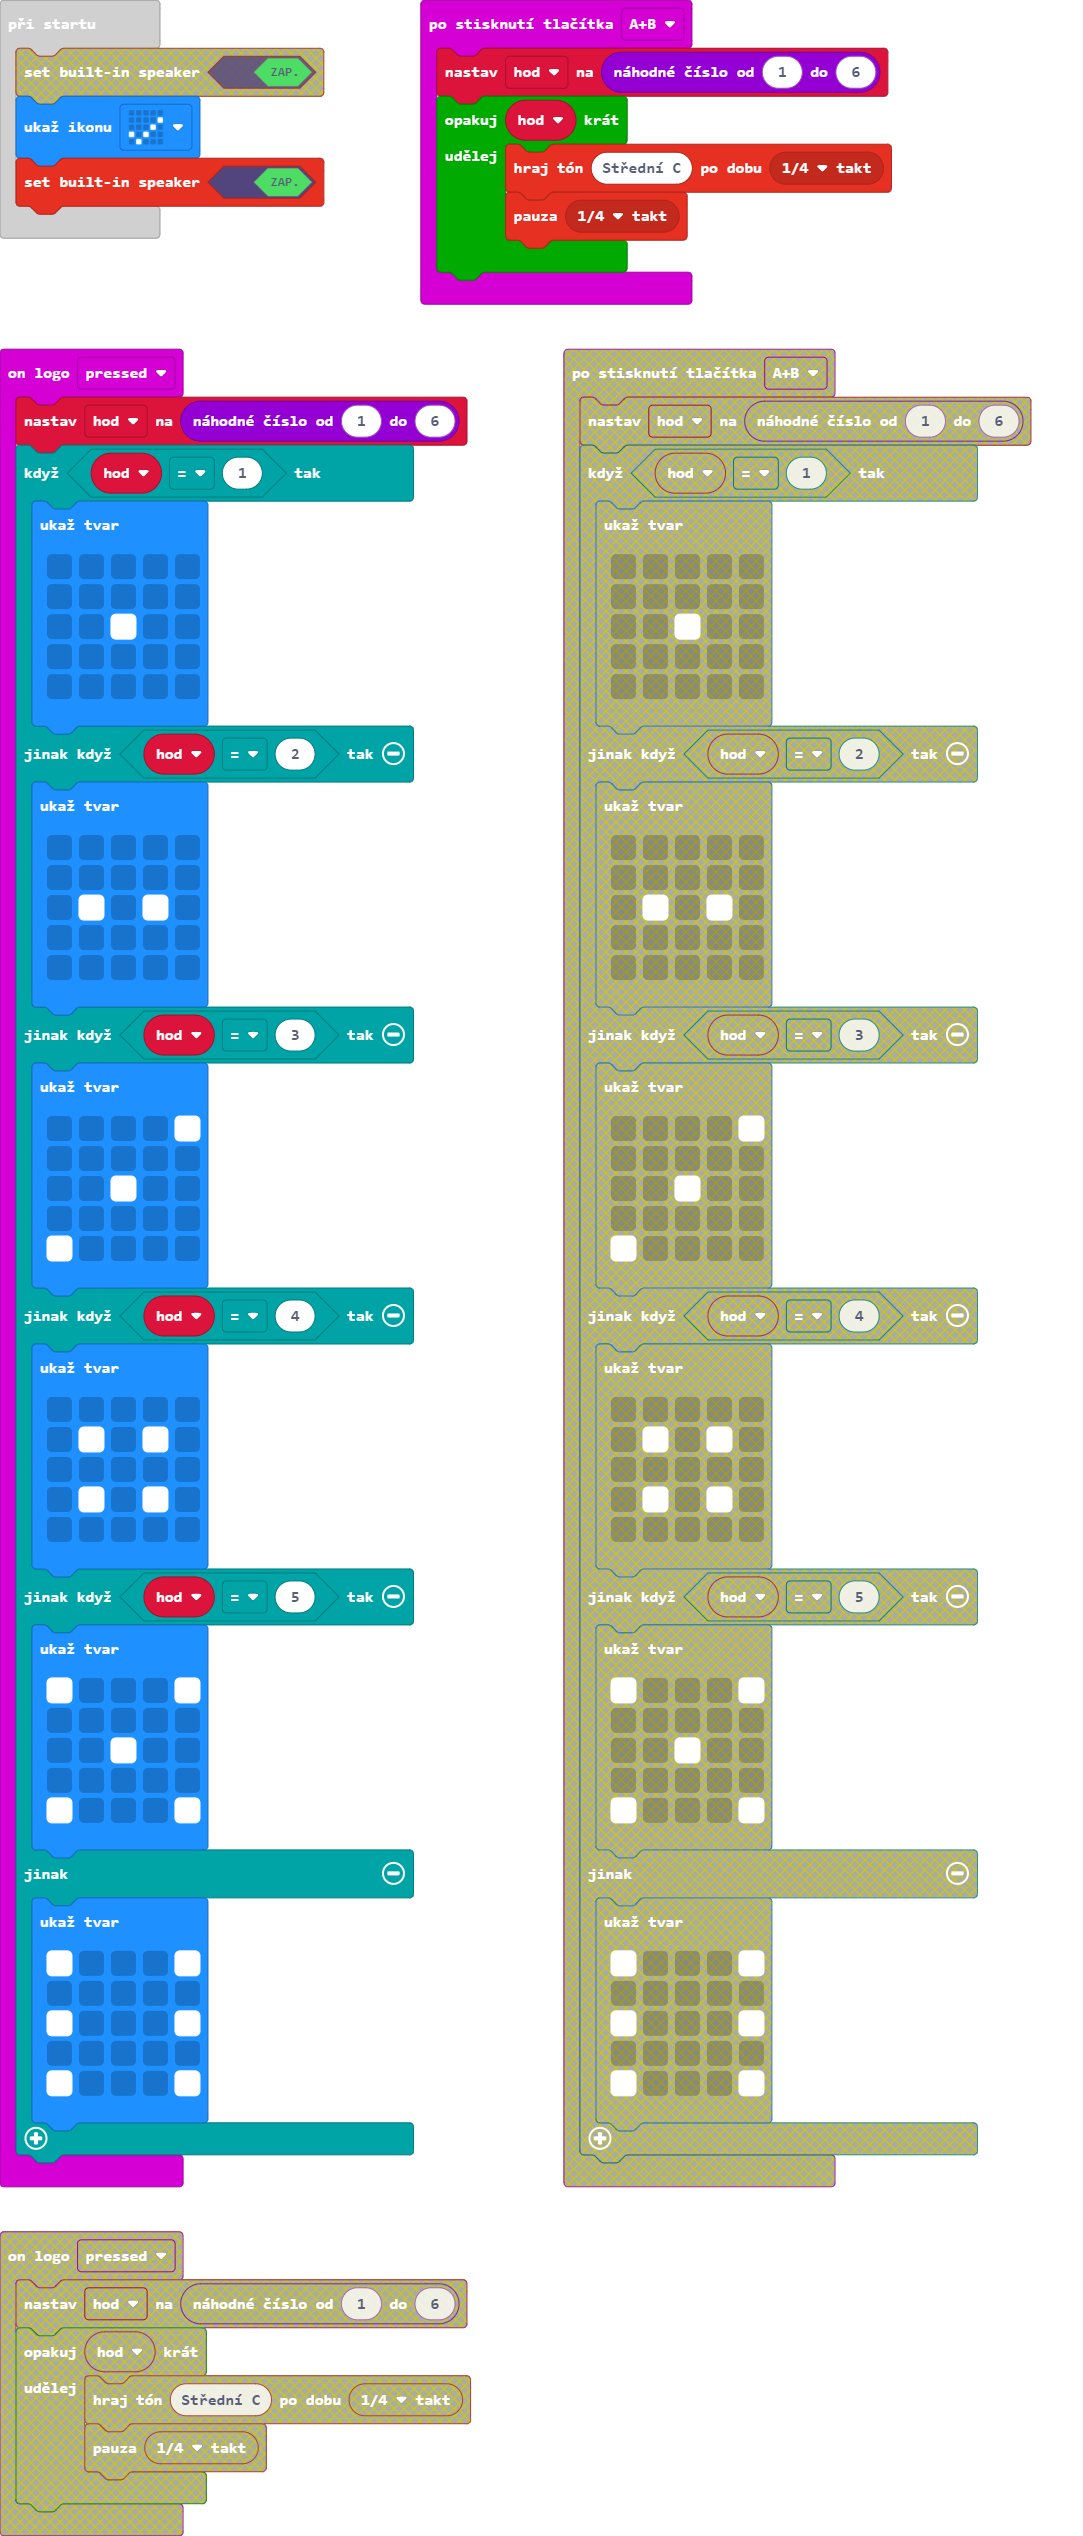 při startu
set built-in speaker ZAP.
ukaž ikonu
set built-in speaker ZAP.
po stisknutí tlačítka A+B
nastav hod na náhodné číslo od 1 do 6
opakuj hod krát
udělej
hraj tón Střední C po dobu 1/4 takt
pauza 1/4 takt
on logo pressed
nastav hod na náhodné číslo od 1 do 6
když hod = 1 tak
ukaž tvar
jinak když hod = 2 tak
ukaž tvar
jinak když hod = 3 tak
ukaž tvar
jinak když hod = 4 tak
ukaž tvar
jinak když hod = 5 tak
ukaž tvar
jinak
ukaž tvar
po stisknutí tlačítka A+B
nastav hod na náhodné číslo od 1 do 6
když hod = 1 tak
ukaž tvar
jinak když hod = 2 tak
ukaž tvar
jinak když hod = 3 tak
ukaž tvar
jinak když hod = 4 tak
ukaž tvar
jinak když hod = 5 tak
ukaž tvar
jinak
ukaž tvar
on logo pressed
nastav hod na náhodné číslo od 1 do 6
opakuj hod krát
udělej
hraj tón Střední C po dobu 1/4 takt
pauza 1/4 takt